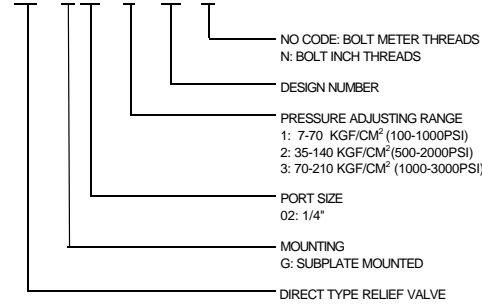 NO CODE: BOLT METER THREADS
N: BOLT INCH THREADS
DESIGN NUMBER
PRESSURE ADJUSTING RANGE
1: 7-70 KGF/CM² (100-1000PSI)
2: 35-140 KGF/CM²(500-2000PSI)
3: 70-210 KGF/CM² (1000-3000PSI)
PORT SIZE
02: 1/4"
MOUNTING
G: SUBPLATE MOUNTED
DIRECT TYPE RELIEF VALVE